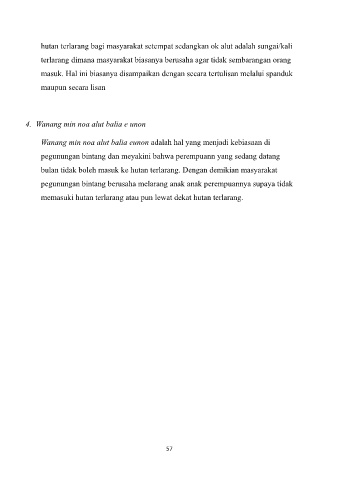 hutan terlarang bagi masyarakat setempat sedangkan ok alut adalah sungai/kali
terlarang dimana masyarakat biasanya berusaha agar tidak sembarangan orang
masuk. Hal ini biasanya disampaikan dengan secara tertulisan melalui spanduk
maupun secara lisan
4. Wanang min noa alut balia e unon
Wanang min noa alut balia eunon adalah hal yang menjadi kebiasaan di
pegunungan bintang dan meyakini bahwa perempuann yang sedang datang
bulan tidak boleh masuk ke hutan terlarang. Dengan demikian masyarakat
pegunungan bintang berusaha melarang anak anak perempuannya supaya tidak
memasuki hutan terlarang atau pun lewat dekat hutan terlarang.
57